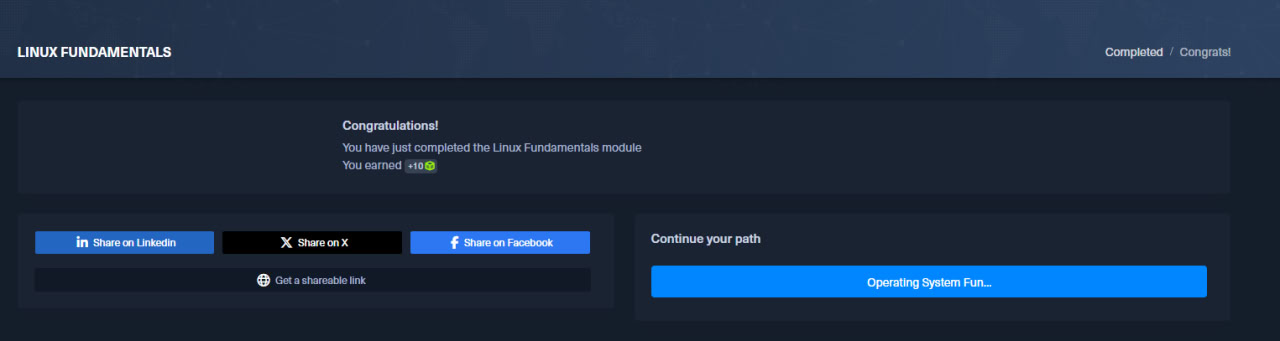 LINUX FUNDAMENTALS
Completed / Congrats!
Congratulations!
You have just completed the Linux Fundamentals module
You earned +10
Share on Linkedin
Share on X
Share on Facebook
Get a shareable link
Continue your path
Operating System Fun...